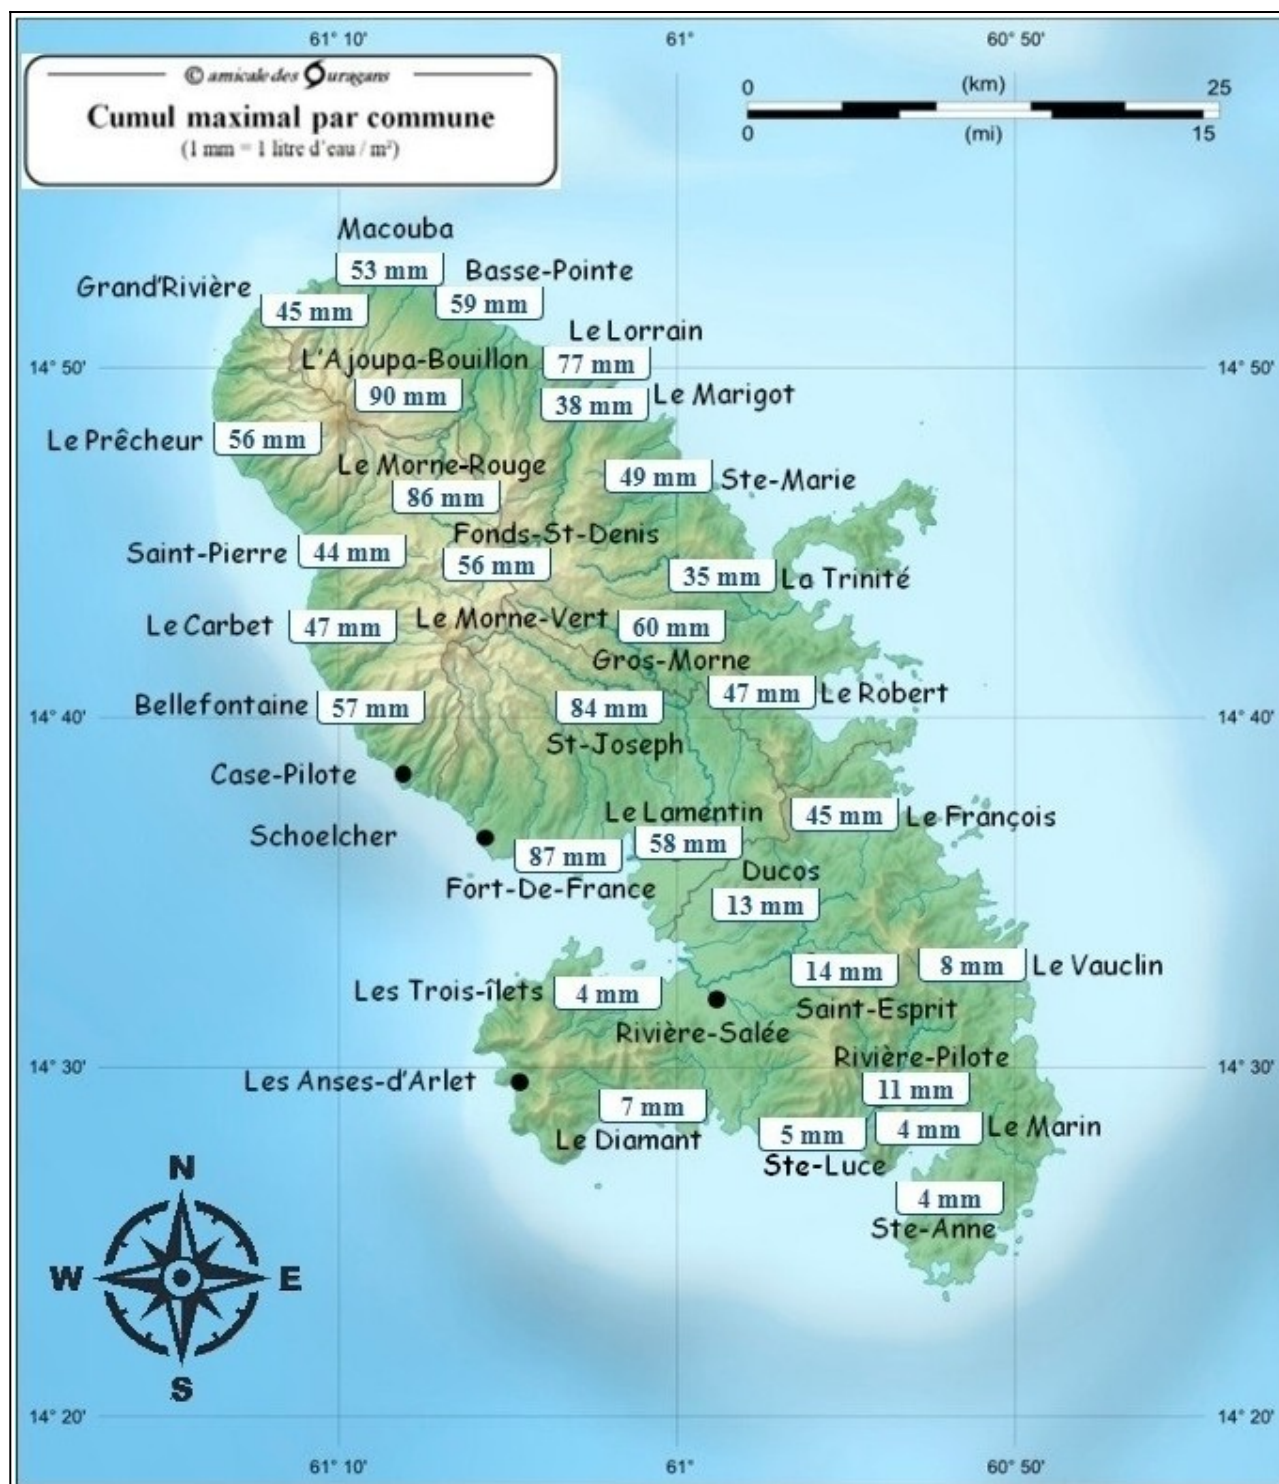 61° 10'
61°
60° 50'
© amicale des Ouragans
Cumul maximal par commune
(1 mm = 1 litre d'eau / m²)
0 (km) 25
0 (mi) 15
Macouba
53 mm
Basse-Pointe
59 mm
Grand'Rivière
45 mm
Le Lorrain
77 mm
L'Ajoupa-Bouillon
90 mm
14° 50'
14° 50'
38 mm Le Marigot
Le Prêcheur 56 mm
Le Morne-Rouge
86 mm
49 mm Ste-Marie
Fonds-St-Denis
56 mm
Saint-Pierre 44 mm
35 mm La Trinité
Le Carbet 47 mm
Le Morne-Vert
60 mm
Gros-Morne
47 mm Le Robert
Bellefontaine 57 mm
84 mm
St-Joseph
14° 40'
14° 40'
Case-Pilote
Schoelcher
Le Lamentin
58 mm
45 mm Le François
87 mm
Fort-De-France
Ducos
13 mm
8 mm Le Vauclin
14 mm
Saint-Esprit
Les Trois-îlets 4 mm
Rivière-Salée
Rivière-Pilote
11 mm
14° 30'
14° 30'
Les Anses-d'Arlet
7 mm
Le Diamant
5 mm
Ste-Luce
4 mm Le Marin
4 mm
Ste-Anne
N
W E
S
14° 20'
14° 20'
61° 10'
61°
60° 50'